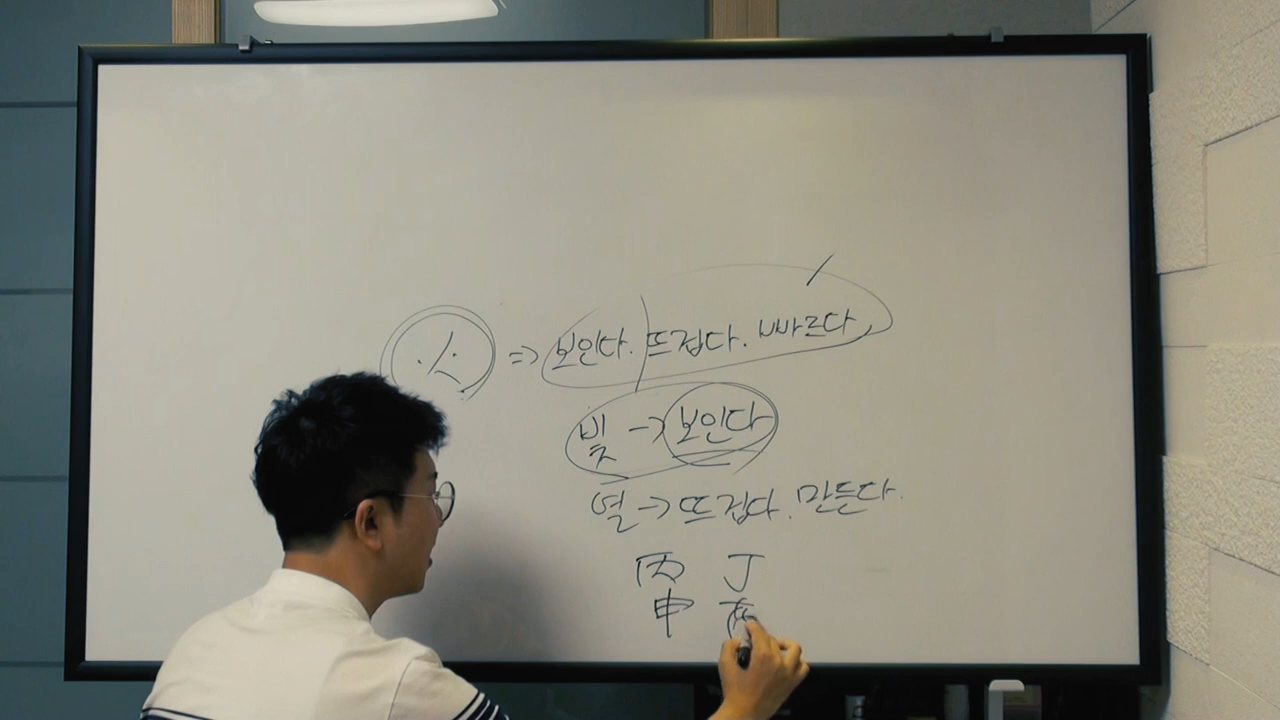 => 보인다. 뜨겁다. 빠르다
빛 -> 보인다
열 -> 뜨겁다. 만든다.
丙 丁
申